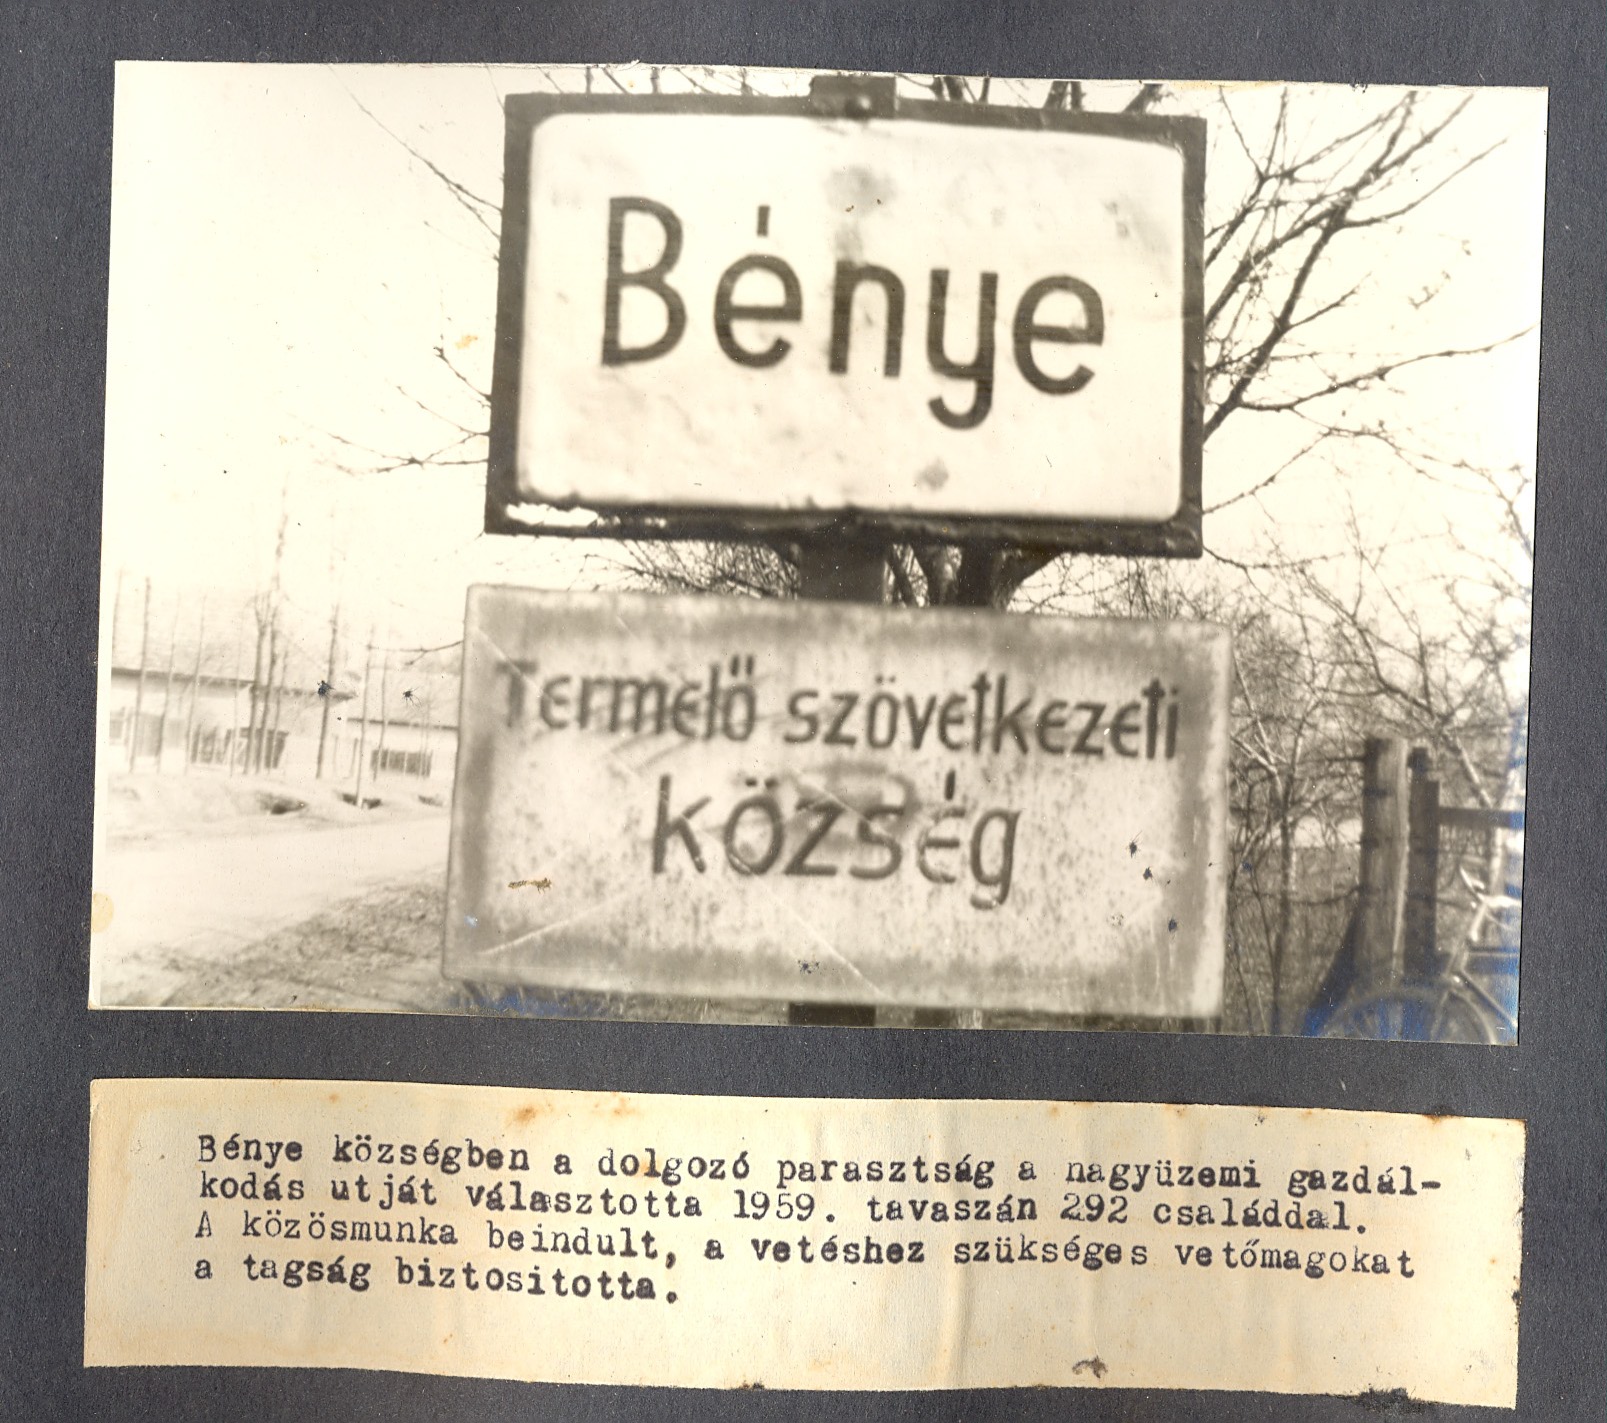 Bénye
Termelő szövetkezeti
község
Bénye községben a dolgozó parasztság a nagyüzemi gazdál-
kodás utját választotta 1959. tavaszán 292 családdal.
A közösmunka beindult, a vetéshez szükséges vetőmagokat
a tagság biztositotta.